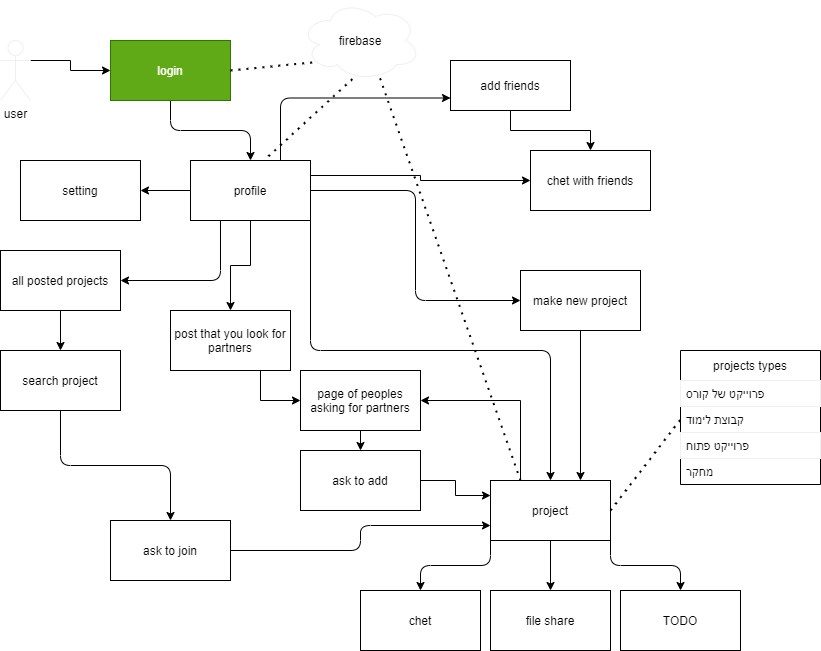 firebase
login
user
add friends
setting
profile
chet with friends
all posted projects
post that you look for
partners
make new project
search project
page of peoples
asking for partners
projects types
פרוייקט של קורס
קבוצת לימוד
פרוייקט פתוח
מחקר
ask to add
project
ask to join
chet
file share
TODO